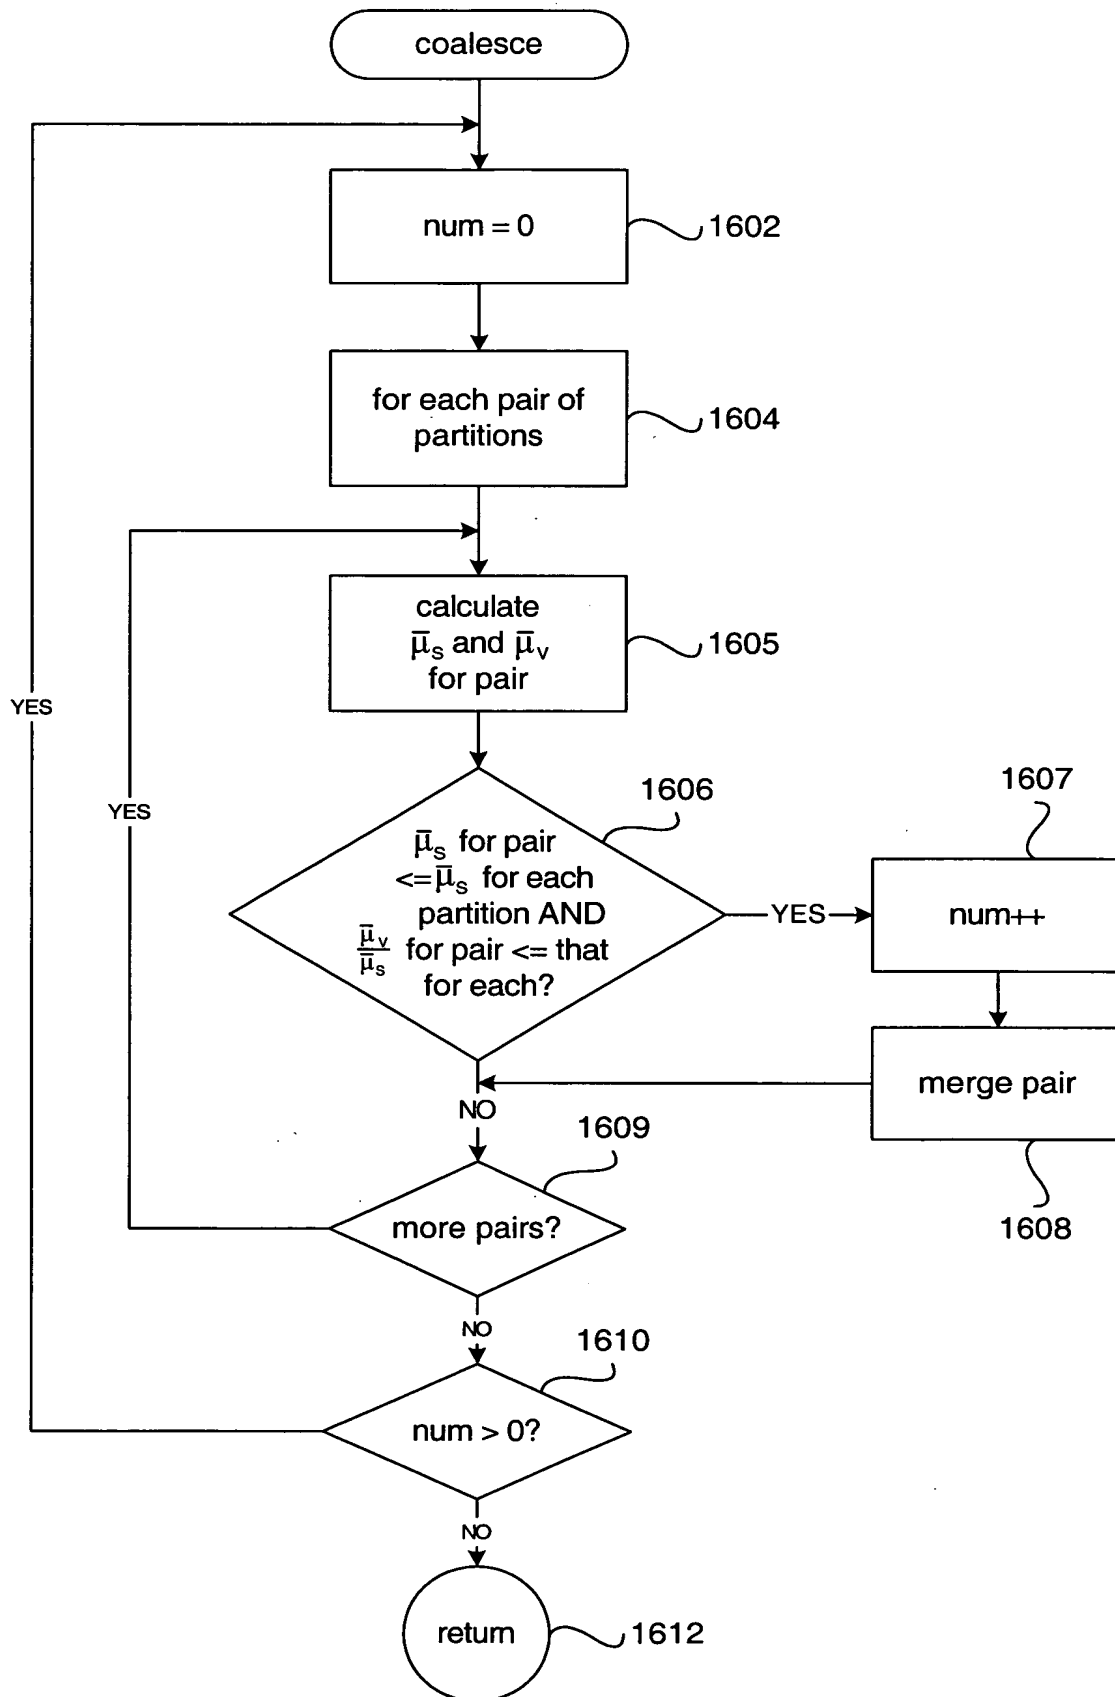 coalesce
num = 0
1602
for each pair of
partitions
1604
calculate
μ̄s and μ̄v
for pair
1605
YES
YES
1606
μ̄s for pair
<=μ̄s for each
partition AND
μ̄v/μ̄s for pair <= that
for each?
YES
1607
num++
merge pair
1608
NO
1609
more pairs?
NO
1610
num > 0?
NO
return
1612